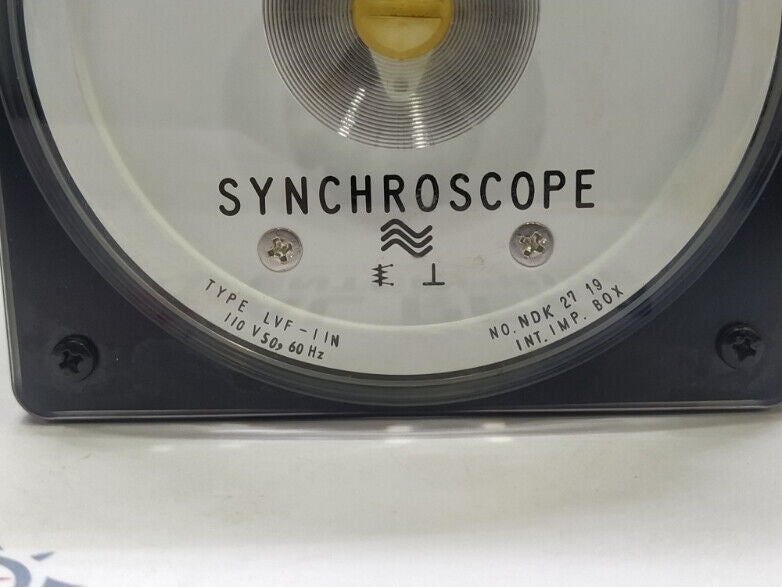 SYNCHROSCOPE
TYPE LVF-11N
110 V 50, 60 Hz
NO. NDK 27 19
INT. IMP. BOX